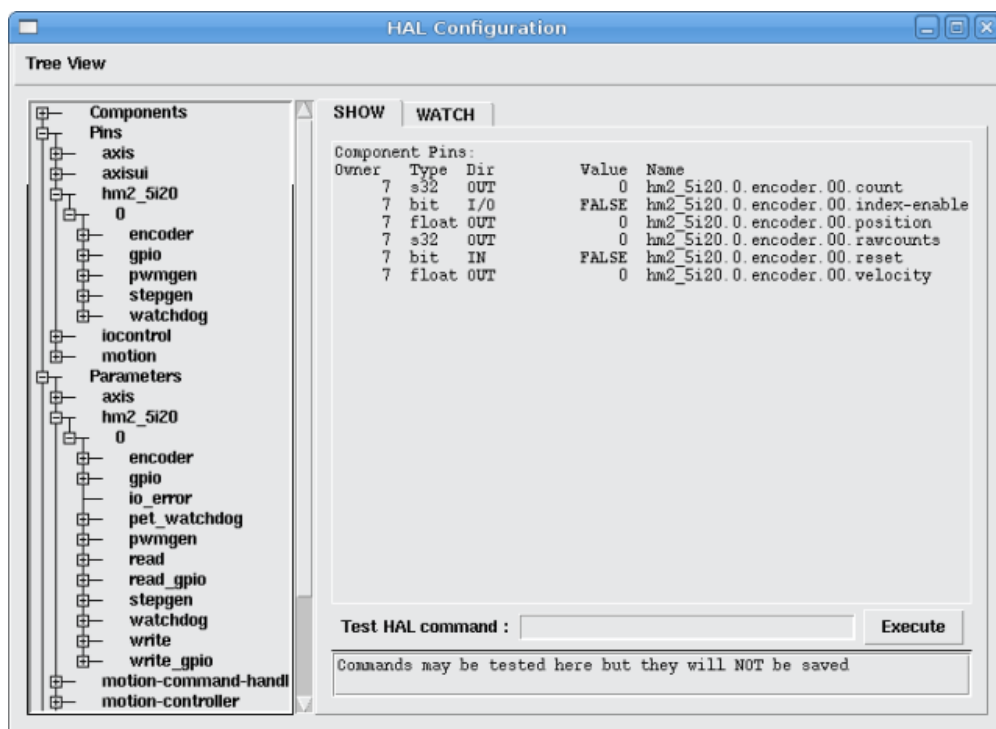 HAL Configuration
Tree View
Components
Pins
axis
axisui
hm2_5i20
0
encoder
gpio
pwmgen
stepgen
watchdog
iocontrol
motion
Parameters
axis
hm2_5i20
0
encoder
gpio
io_error
pet_watchdog
pwmgen
read
read_gpio
stepgen
watchdog
write
write_gpio
motion-command-handl
motion-controller
SHOW WATCH
Component Pins:
Owner Type Dir Value Name
7 s32 OUT 0 hm2_5i20.0.encoder.00.count
7 bit I/O FALSE hm2_5i20.0.encoder.00.index-enable
7 float OUT 0 hm2_5i20.0.encoder.00.position
7 s32 OUT 0 hm2_5i20.0.encoder.00.rawcounts
7 bit IN FALSE hm2_5i20.0.encoder.00.reset
7 float OUT 0 hm2_5i20.0.encoder.00.velocity
Test HAL command : Execute
Commands may be tested here but they will NOT be saved